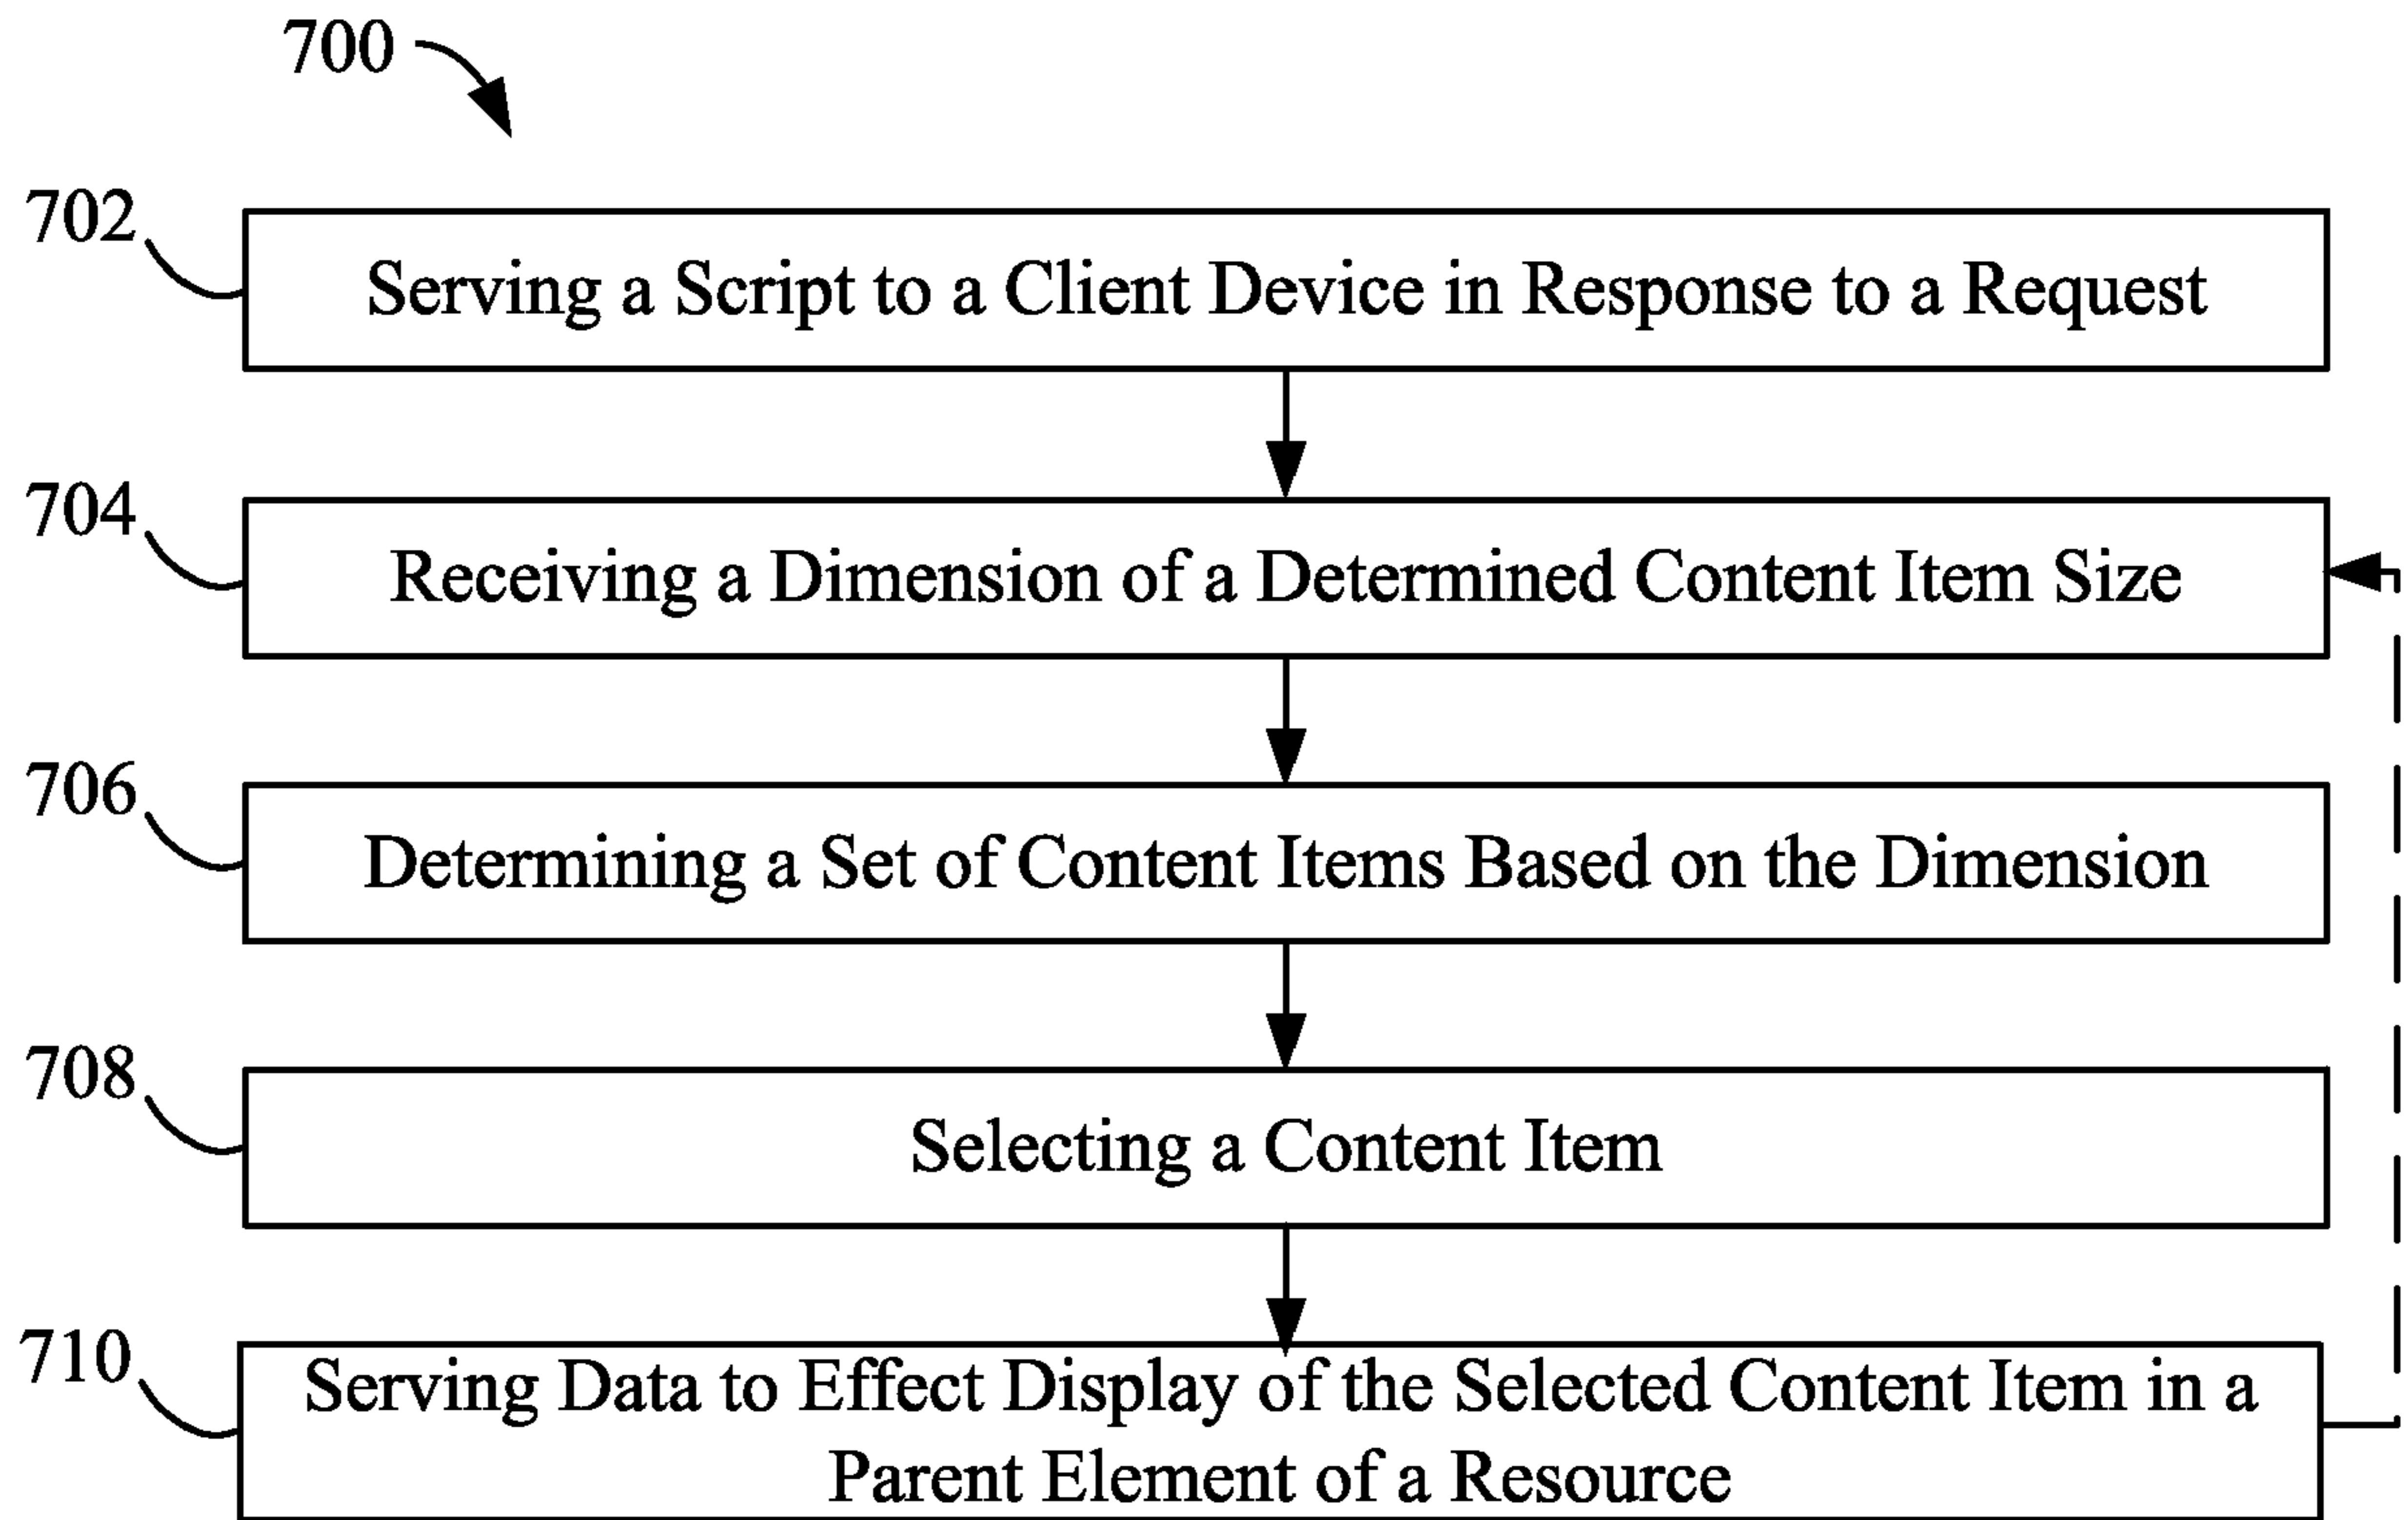 700
702
Serving a Script to a Client Device in Response to a Request
704
Receiving a Dimension of a Determined Content Item Size
706
Determining a Set of Content Items Based on the Dimension
708
Selecting a Content Item
710
Serving Data to Effect Display of the Selected Content Item in a
Parent Element of a Resource